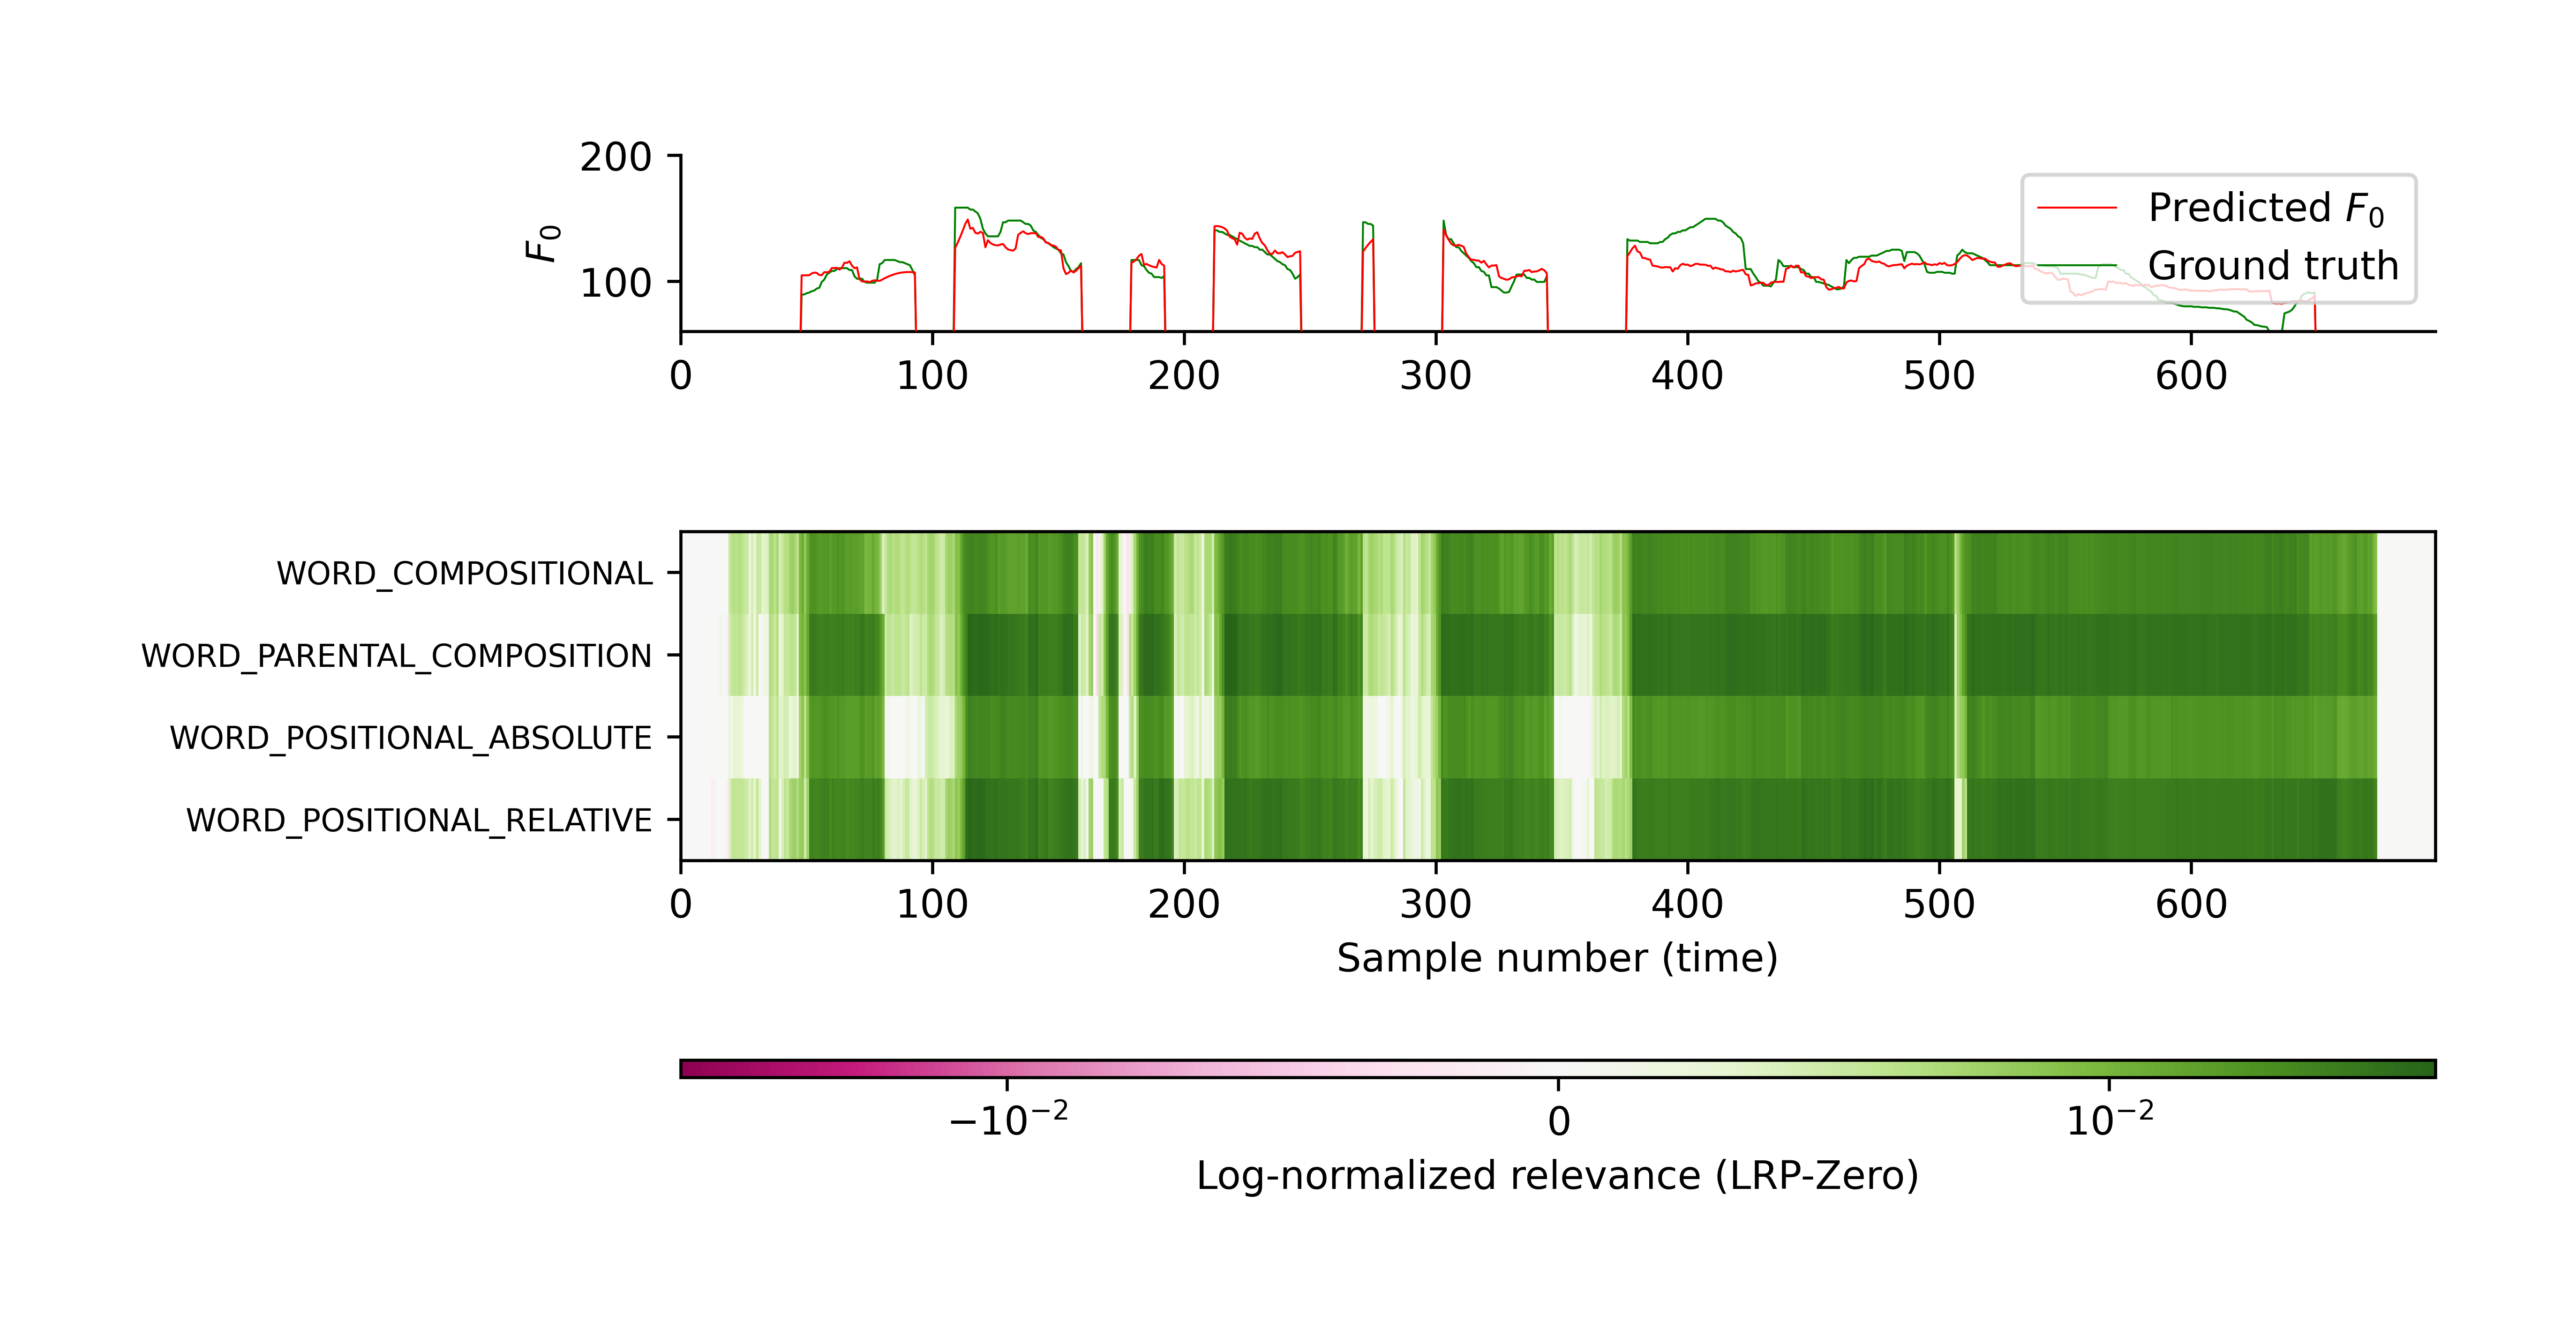 200
100
F₀
Predicted F₀
Ground truth
0 100 200 300 400 500 600
WORD_COMPOSITIONAL
WORD_PARENTAL_COMPOSITION
WORD_POSITIONAL_ABSOLUTE
WORD_POSITIONAL_RELATIVE
0 100 200 300 400 500 600
Sample number (time)
−10⁻² 0 10⁻²
Log-normalized relevance (LRP-Zero)